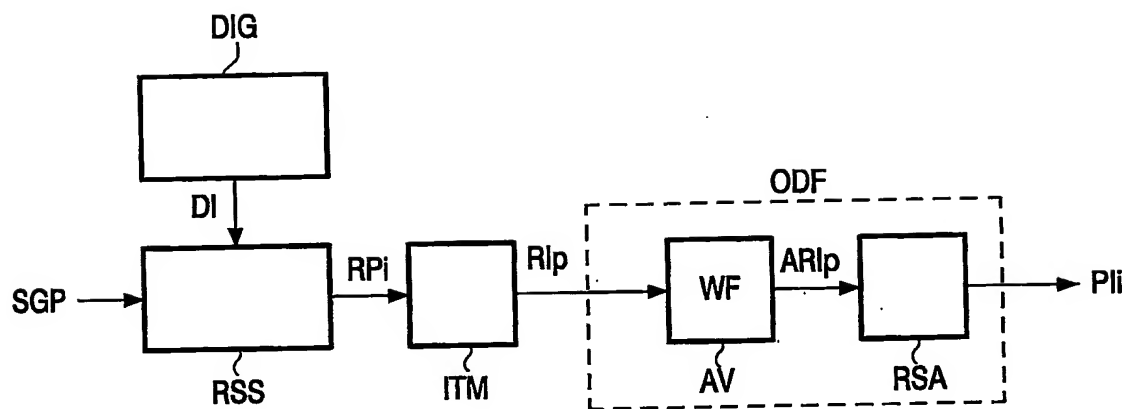 DIG
DI
ODF
SGP
RPi
RIp
WF
ARIp
PIi
RSS
ITM
AV
RSA